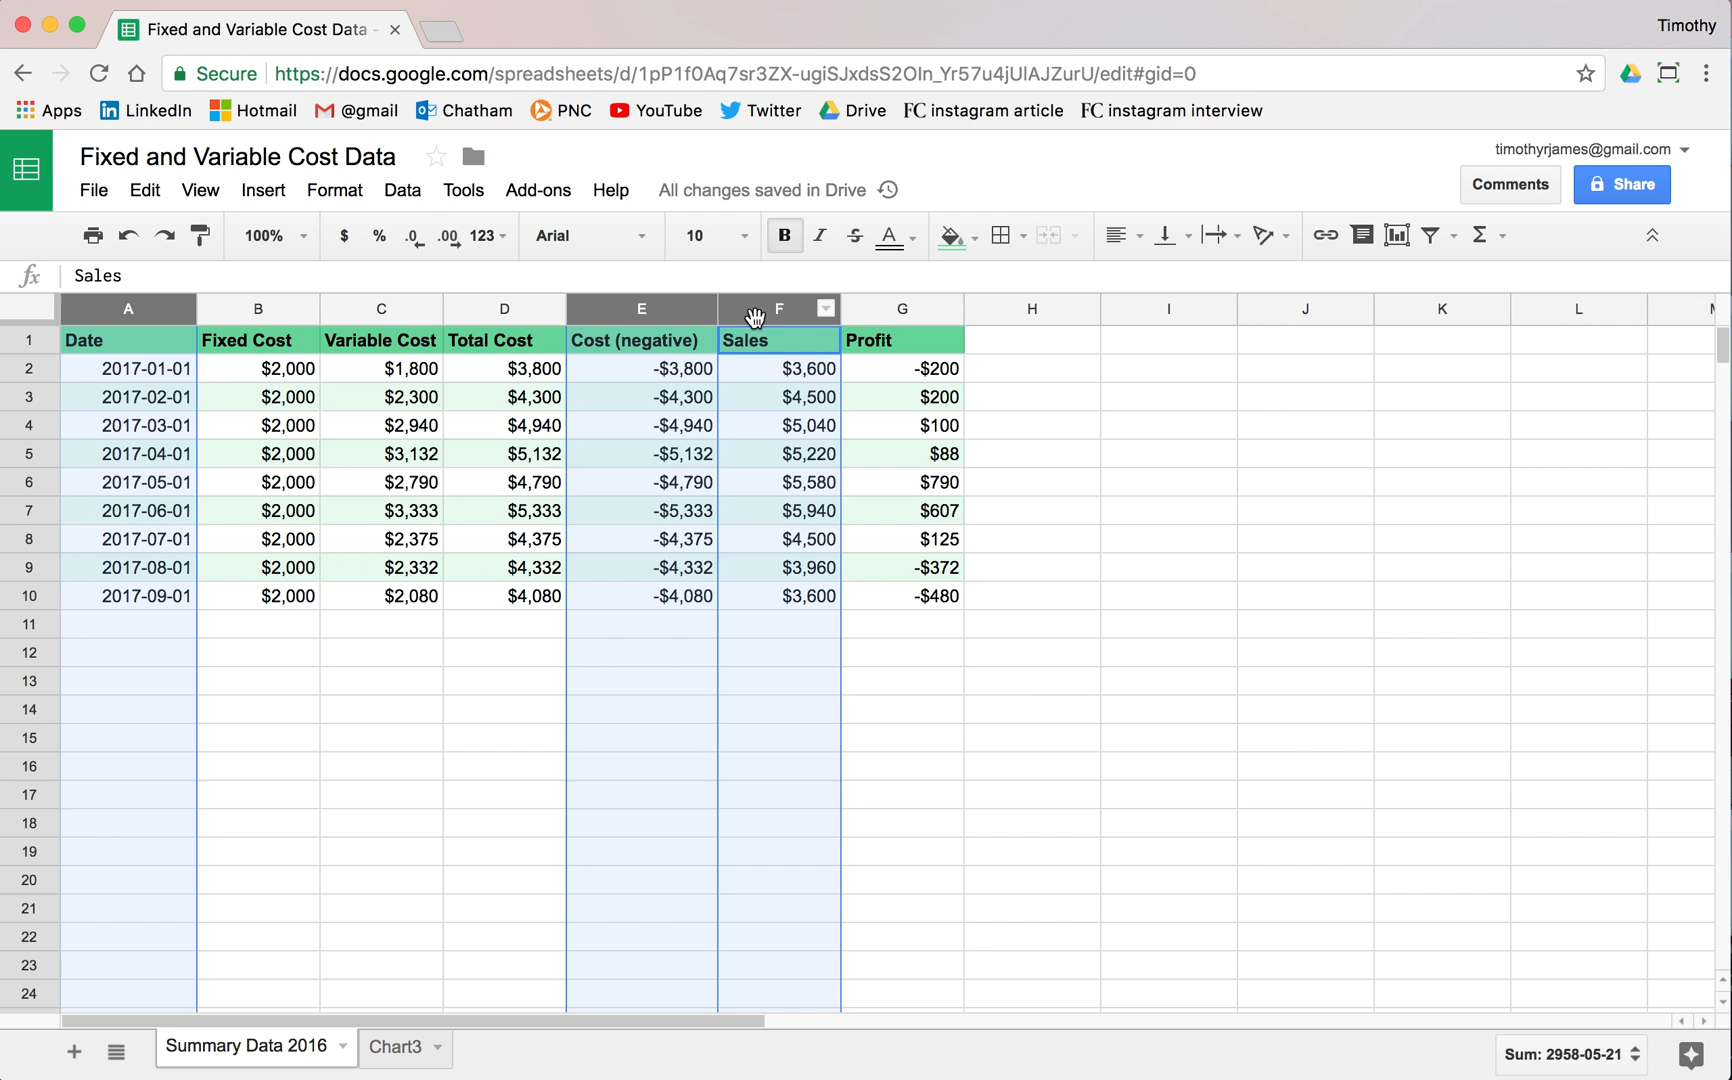 Fixed and Variable Cost Data -
Timothy
Secure https://docs.google.com/spreadsheets/d/1pP1f0Aq7sr3ZX-ugiSJxdsS2OIn_Yr57u4jUlAJZurU/edit#gid=0
Apps LinkedIn Hotmail @gmail Chatham PNC YouTube Twitter Drive FC instagram article FC instagram interview
Fixed and Variable Cost Data
timothyrjames@gmail.com
File Edit View Insert Format Data Tools Add-ons Help All changes saved in Drive
Comments Share
100% $ % .0 .00 123 Arial 10 B I S A Σ
fx Sales
A B C D E F G H I J K L M
1 Date Fixed Cost Variable Cost Total Cost Cost (negative) Sales Profit
2 2017-01-01 $2,000 $1,800 $3,800 -$3,800 $3,600 -$200
3 2017-02-01 $2,000 $2,300 $4,300 -$4,300 $4,500 $200
4 2017-03-01 $2,000 $2,940 $4,940 -$4,940 $5,040 $100
5 2017-04-01 $2,000 $3,132 $5,132 -$5,132 $5,220 $88
6 2017-05-01 $2,000 $2,790 $4,790 -$4,790 $5,580 $790
7 2017-06-01 $2,000 $3,333 $5,333 -$5,333 $5,940 $607
8 2017-07-01 $2,000 $2,375 $4,375 -$4,375 $4,500 $125
9 2017-08-01 $2,000 $2,332 $4,332 -$4,332 $3,960 -$372
10 2017-09-01 $2,000 $2,080 $4,080 -$4,080 $3,600 -$480
11
12
13
14
15
16
17
18
19
20
21
22
23
24
Summary Data 2016 Chart3
Sum: 2958-05-21